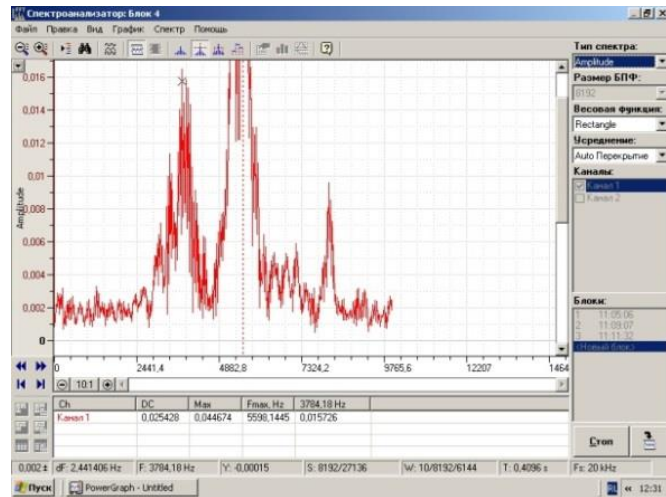 Спектроанализатор: Блок 4
Файл Правка Вид График Спектр Помощь
Тип спектра:
Amplitude
Размер БПФ:
8192
Весовая функция:
Rectangle
Усреднение:
Auto Перекрытие
Каналы:
Канал 1
Канал 2
0,016
0,014
0,012
0,01
0,008
0,006
0,004
0,002
0
Amplitude
0 2441,4 4882,8 7324,2 9765,6 12207 1464
10:1
Блоки:
1 11:05:06
2 11:09:07
3 11:11:32
<Новый блок>
Ch DC Max Fmax, Hz 3784,18 Hz
Канал 1 0,025428 0,044674 5598,1445 0,015726
Стоп
0,002 ± dF: 2,441406 Hz F: 3784,18 Hz Y: -0,00015 S: 8192/27136 W: 10/8192/6144 T: 0,4096 s Fs: 20 kHz
Пуск PowerGraph - Untitled RL « 12:31